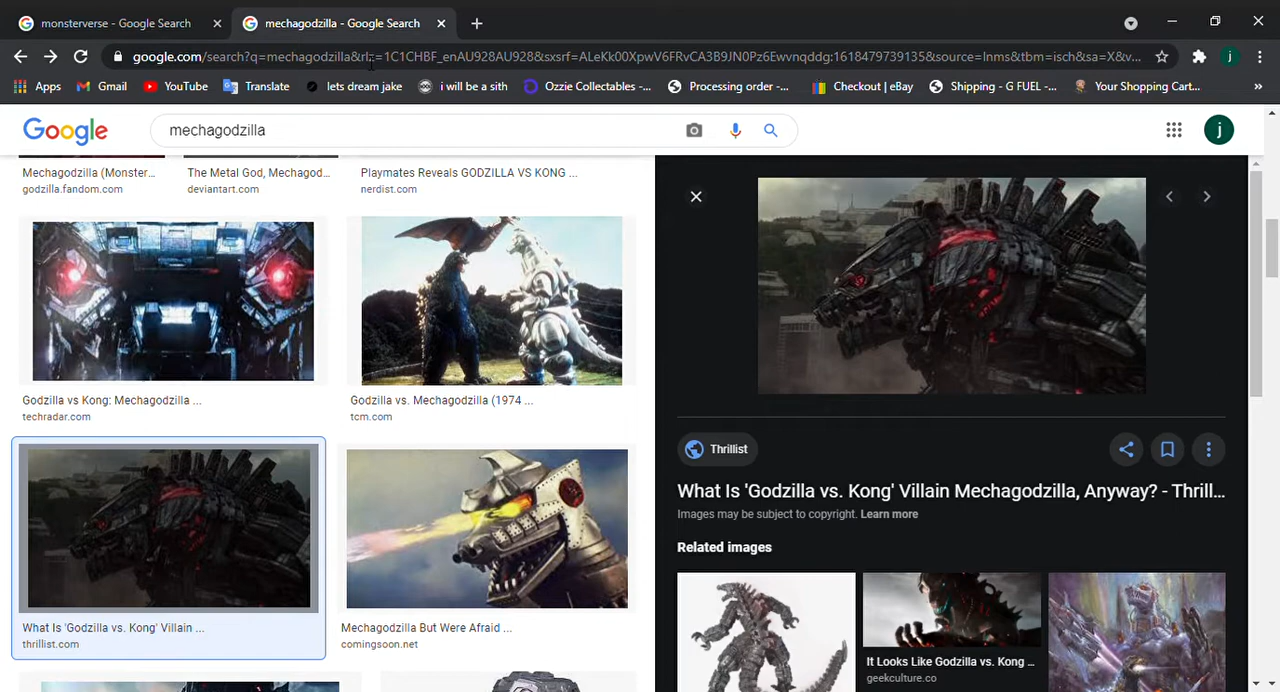 monsterverse - Google Search
mechagodzilla - Google Search
google.com/search?q=mechagodzilla&rlz=1C1CHBF_enAU928AU928&sxsrf=ALeKk00XpwV6FRvCA3B9JN0Pz6Ewvnqddg:1618479739135&source=lnms&tbm=isch&sa=X&v...
j
Apps
Gmail
YouTube
Translate
lets dream jake
i will be a sith
Ozzie Collectables -...
Processing order -...
Checkout | eBay
Shipping - G FUEL -...
Your Shopping Cart...
Google
mechagodzilla
j
Mechagodzilla (Monster...
godzilla.fandom.com
The Metal God, Mechagod...
deviantart.com
Playmates Reveals GODZILLA VS KONG ...
nerdist.com
Godzilla vs Kong: Mechagodzilla ...
techradar.com
Godzilla vs. Mechagodzilla (1974 ...
tcm.com
What Is 'Godzilla vs. Kong' Villain ...
thrillist.com
Mechagodzilla But Were Afraid ...
comingsoon.net
Thrillist
What Is 'Godzilla vs. Kong' Villain Mechagodzilla, Anyway? - Thrill...
Images may be subject to copyright. Learn more
Related images
It Looks Like Godzilla vs. Kong ...
geekculture.co